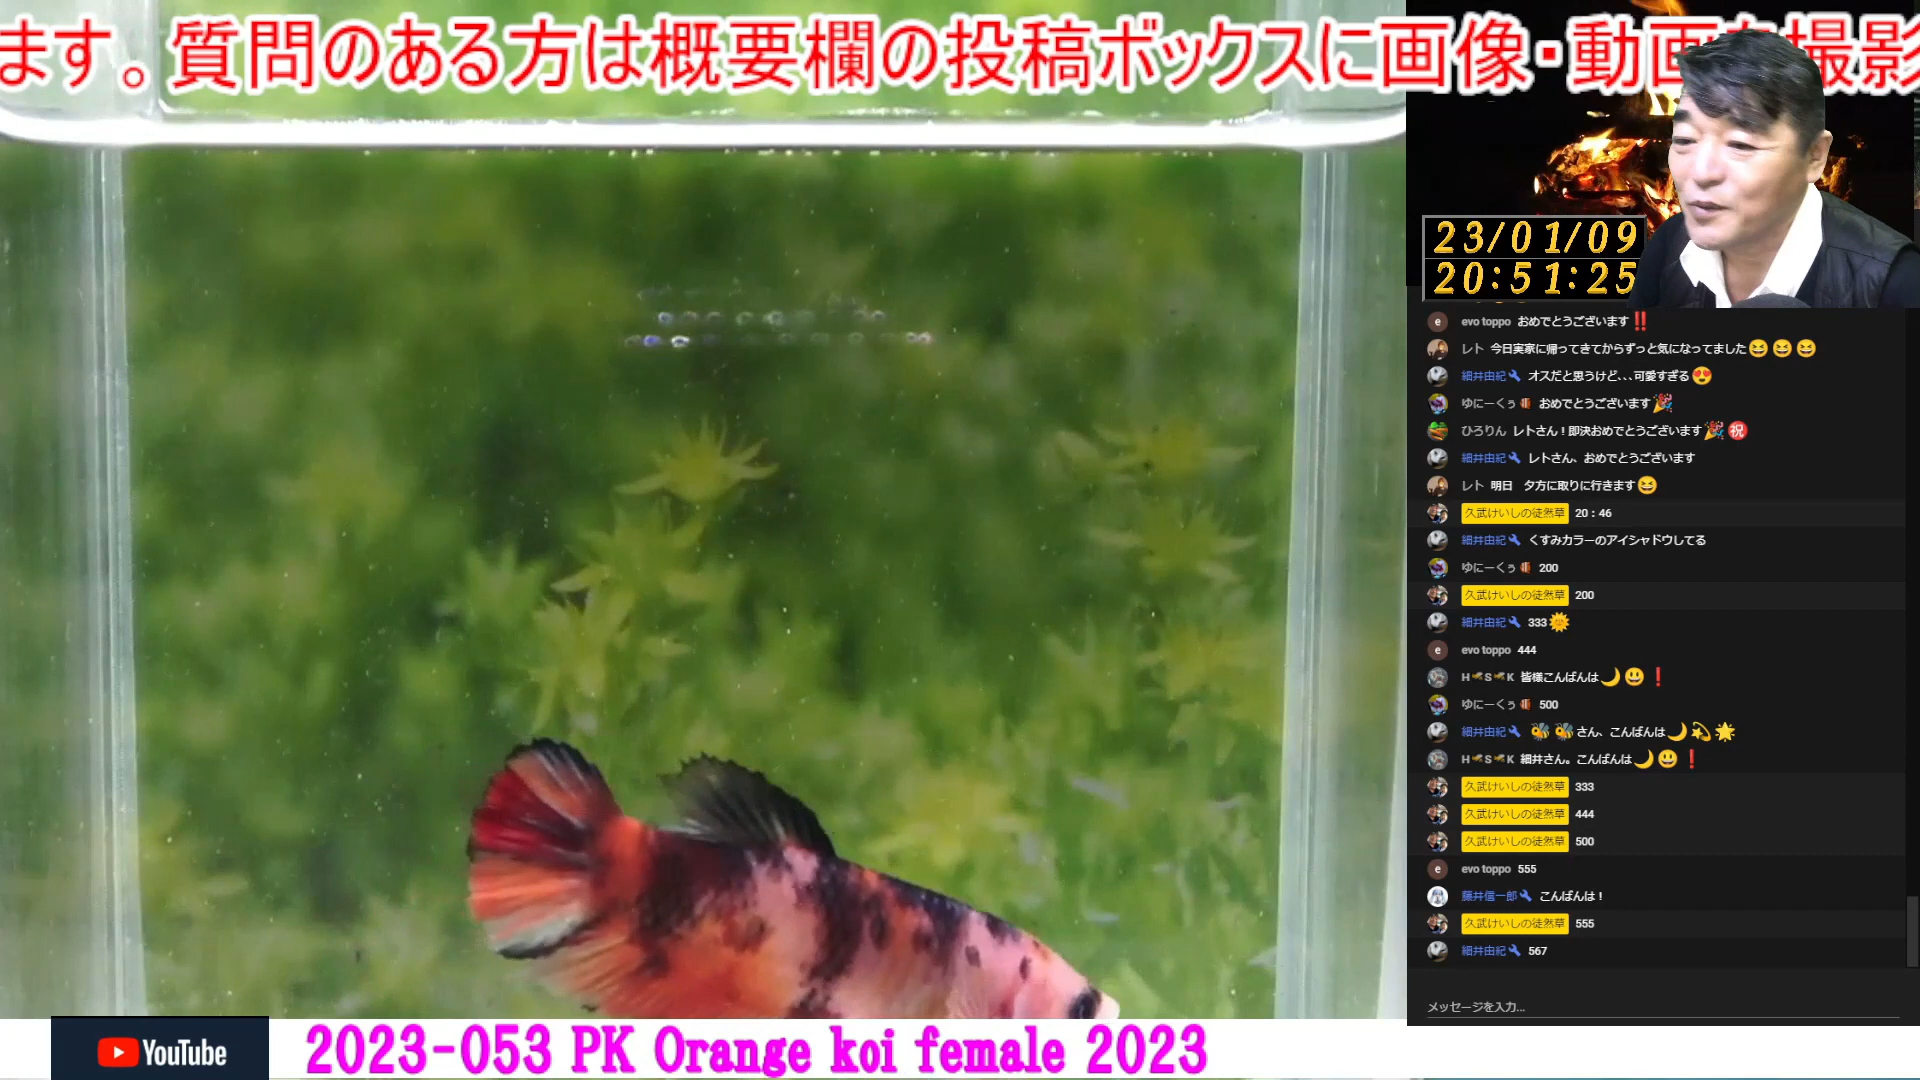 ます。質問のある方は概要欄の投稿ボックスに画像・動画を撮影
23/01/09
20:51:25
evo toppo おめでとうございます‼
レト 今日実家に帰ってきてからずっと気になってました😆😆😆
細井由紀 オスだと思うけど、、、可愛すぎる😍
ゆにーくぅ おめでとうございます🎉
ひろりん レトさん！即決おめでとうございます🎉㊗
細井由紀 レトさん、おめでとうございます
レト 明日 夕方に取りに行きます😆
久武けいしの徒然草 20：46
細井由紀 くすみカラーのアイシャドウしてる
ゆにーくぅ 200
久武けいしの徒然草 200
細井由紀 333🌞
evo toppo 444
H🐝S🐝K 皆様こんばんは🌙😃❗
ゆにーくぅ 500
細井由紀 🐝🐝さん、こんばんは🌙💫🌟
H🐝S🐝K 細井さん。こんばんは🌙😃❗
久武けいしの徒然草 333
久武けいしの徒然草 444
久武けいしの徒然草 500
evo toppo 555
藤井信一郎 こんばんは！
久武けいしの徒然草 555
細井由紀 567
メッセージを入力...
YouTube
2023-053 PK Orange koi female 2023